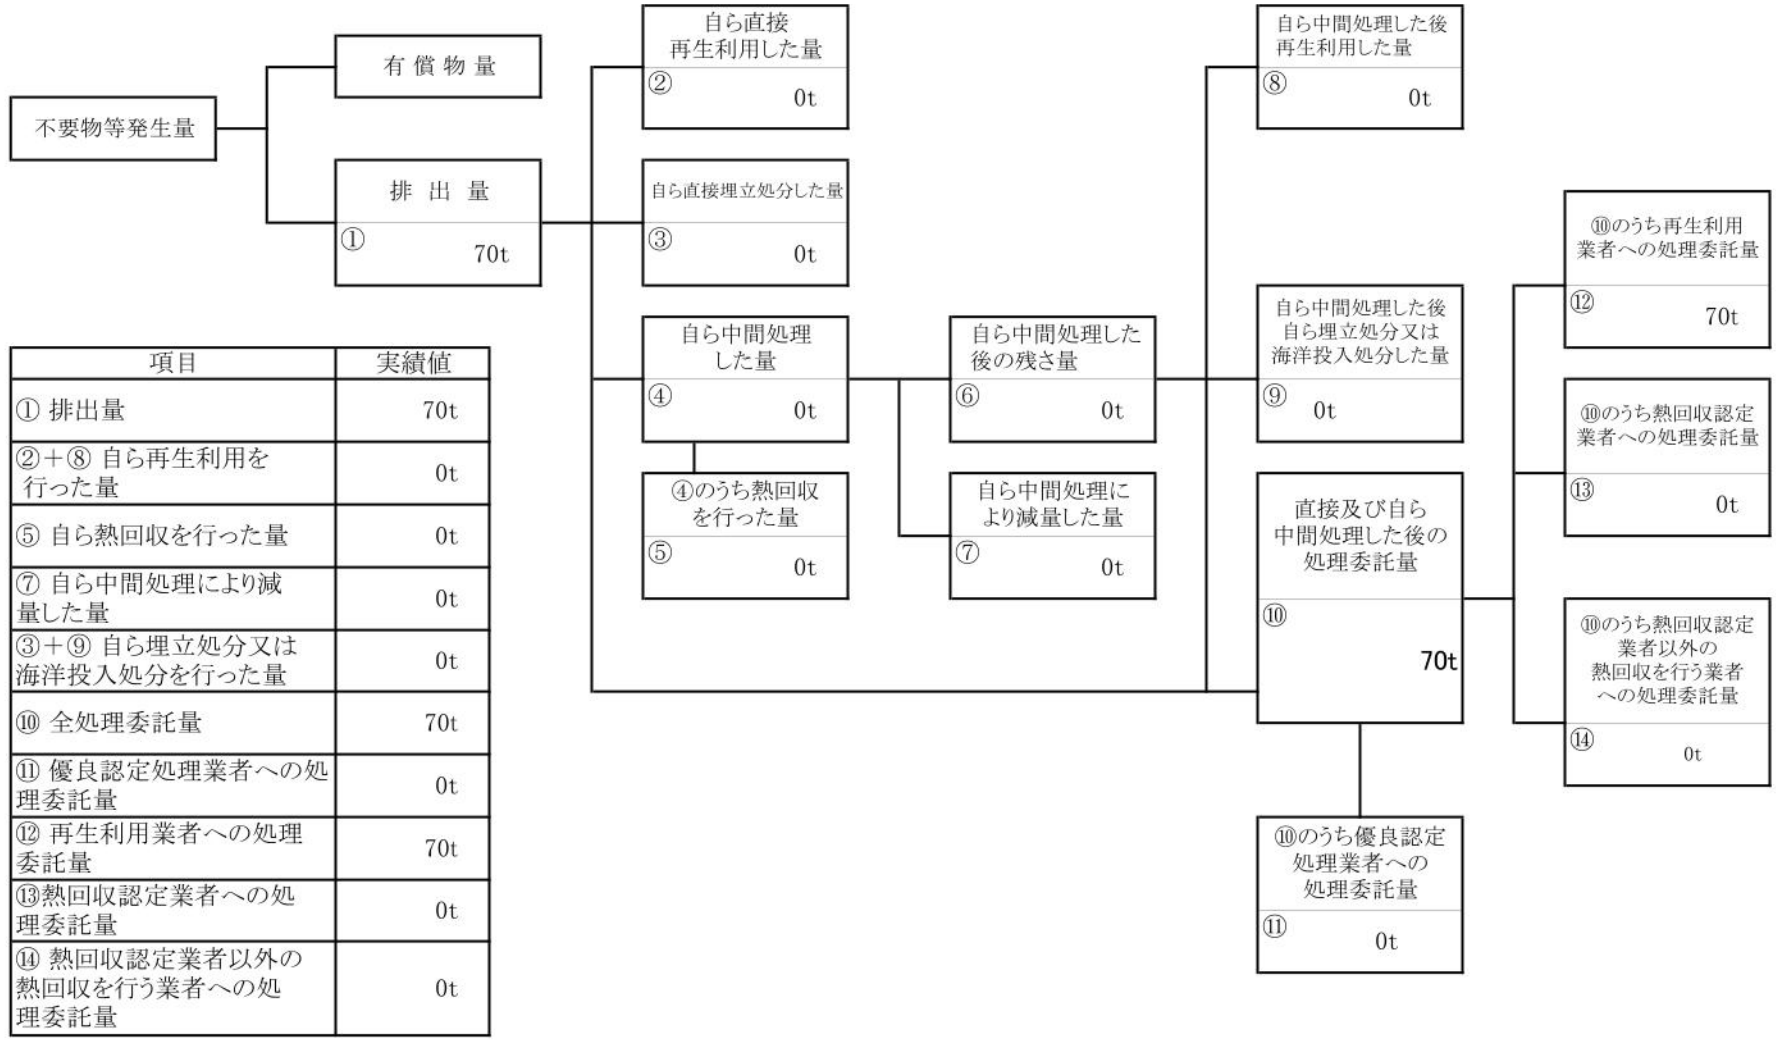 不要物等発生量
有償物量
排出量
①
70t
自ら直接
再生利用した量
②
0t
自ら直接埋立処分した量
③
0t
自ら中間処理
した量
④
0t
④のうち熱回収
を行った量
⑤
0t
自ら中間処理した
後の残さ量
⑥
0t
自ら中間処理に
より減量した量
⑦
0t
自ら中間処理した後
再生利用した量
⑧
0t
自ら中間処理した後
自ら埋立処分又は
海洋投入処分した量
⑨
0t
直接及び自ら
中間処理した後の
処理委託量
⑩
70t
⑩のうち優良認定
処理業者への
処理委託量
⑪
0t
⑩のうち再生利用
業者への処理委託量
⑫
70t
⑩のうち熱回収認定
業者への処理委託量
⑬
0t
⑩のうち熱回収認定
業者以外の
熱回収を行う業者
への処理委託量
⑭
0t
項目 実績値
① 排出量 70t
②＋⑧ 自ら再生利用を
行った量 0t
⑤ 自ら熱回収を行った量 0t
⑦ 自ら中間処理により減
量した量 0t
③＋⑨ 自ら埋立処分又は
海洋投入処分を行った量 0t
⑩ 全処理委託量 70t
⑪ 優良認定処理業者への処
理委託量 0t
⑫ 再生利用業者への処理
委託量 70t
⑬熱回収認定業者への処
理委託量 0t
⑭ 熱回収認定業者以外の
熱回収を行う業者への処
理委託量 0t